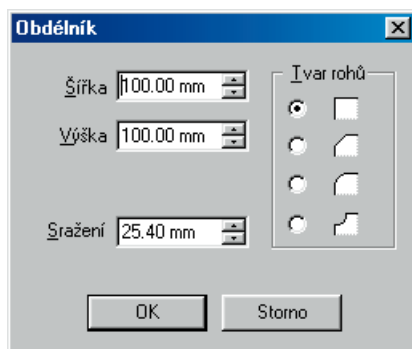 Obdélník
Šířka 100.00 mm
Výška 100.00 mm
Sražení 25.40 mm
Tvar rohů
OK Storno